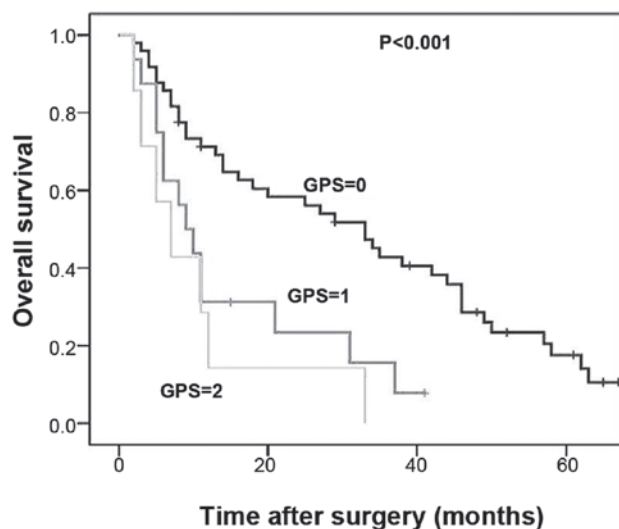 P<0.001
1.0
0.8
0.6
0.4
0.2
0.0
GPS=0
GPS=1
GPS=2
Overall survival
0
20
40
60
Time after surgery (months)